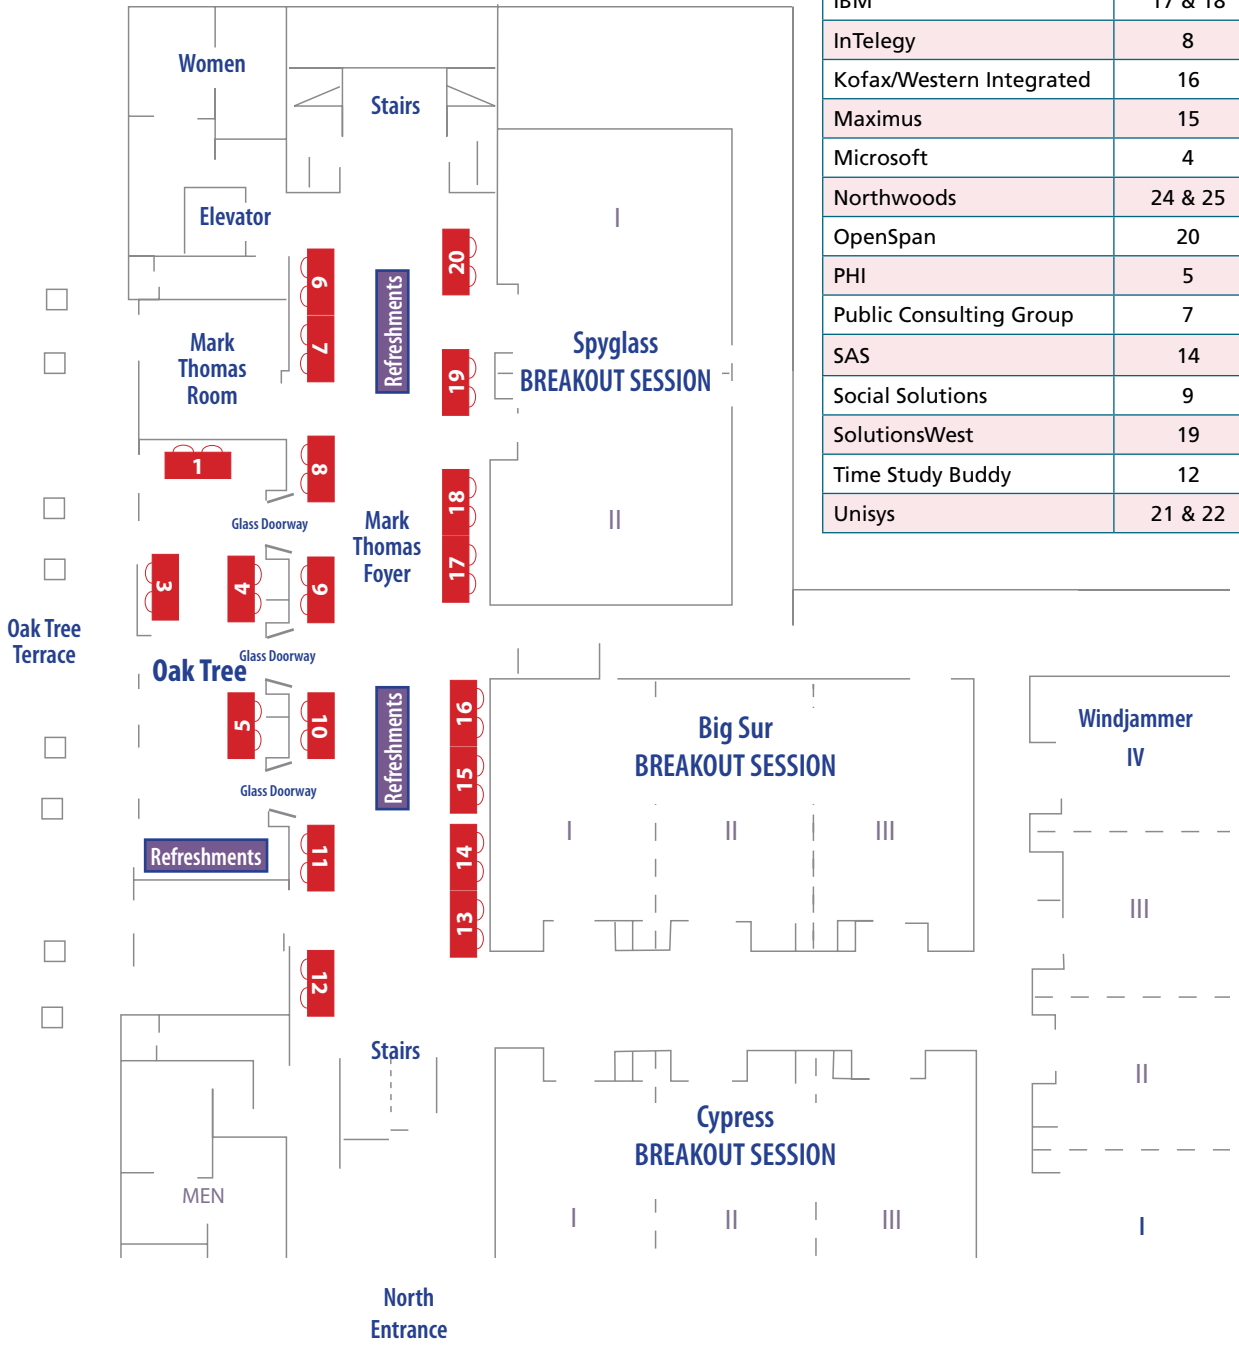 IBM 17 & 18
InTelegy 8
Kofax/Western Integrated 16
Maximus 15
Microsoft 4
Northwoods 24 & 25
OpenSpan 20
PHI 5
Public Consulting Group 7
SAS 14
Social Solutions 9
SolutionsWest 19
Time Study Buddy 12
Unisys 21 & 22
Women
Stairs
Elevator
I
20
6
7
Refreshments
19
Mark
Thomas
Room
Spyglass
BREAKOUT SESSION
1
8
18
17
Glass Doorway
Mark
Thomas
Foyer
II
3
4
9
Oak Tree
Terrace
Oak Tree
Glass Doorway
5
10
Refreshments
16
15
Big Sur
BREAKOUT SESSION
Windjammer
IV
Glass Doorway
I
II
III
Refreshments
11
14
13
III
12
Stairs
II
Cypress
BREAKOUT SESSION
MEN
I
II
III
I
North
Entrance